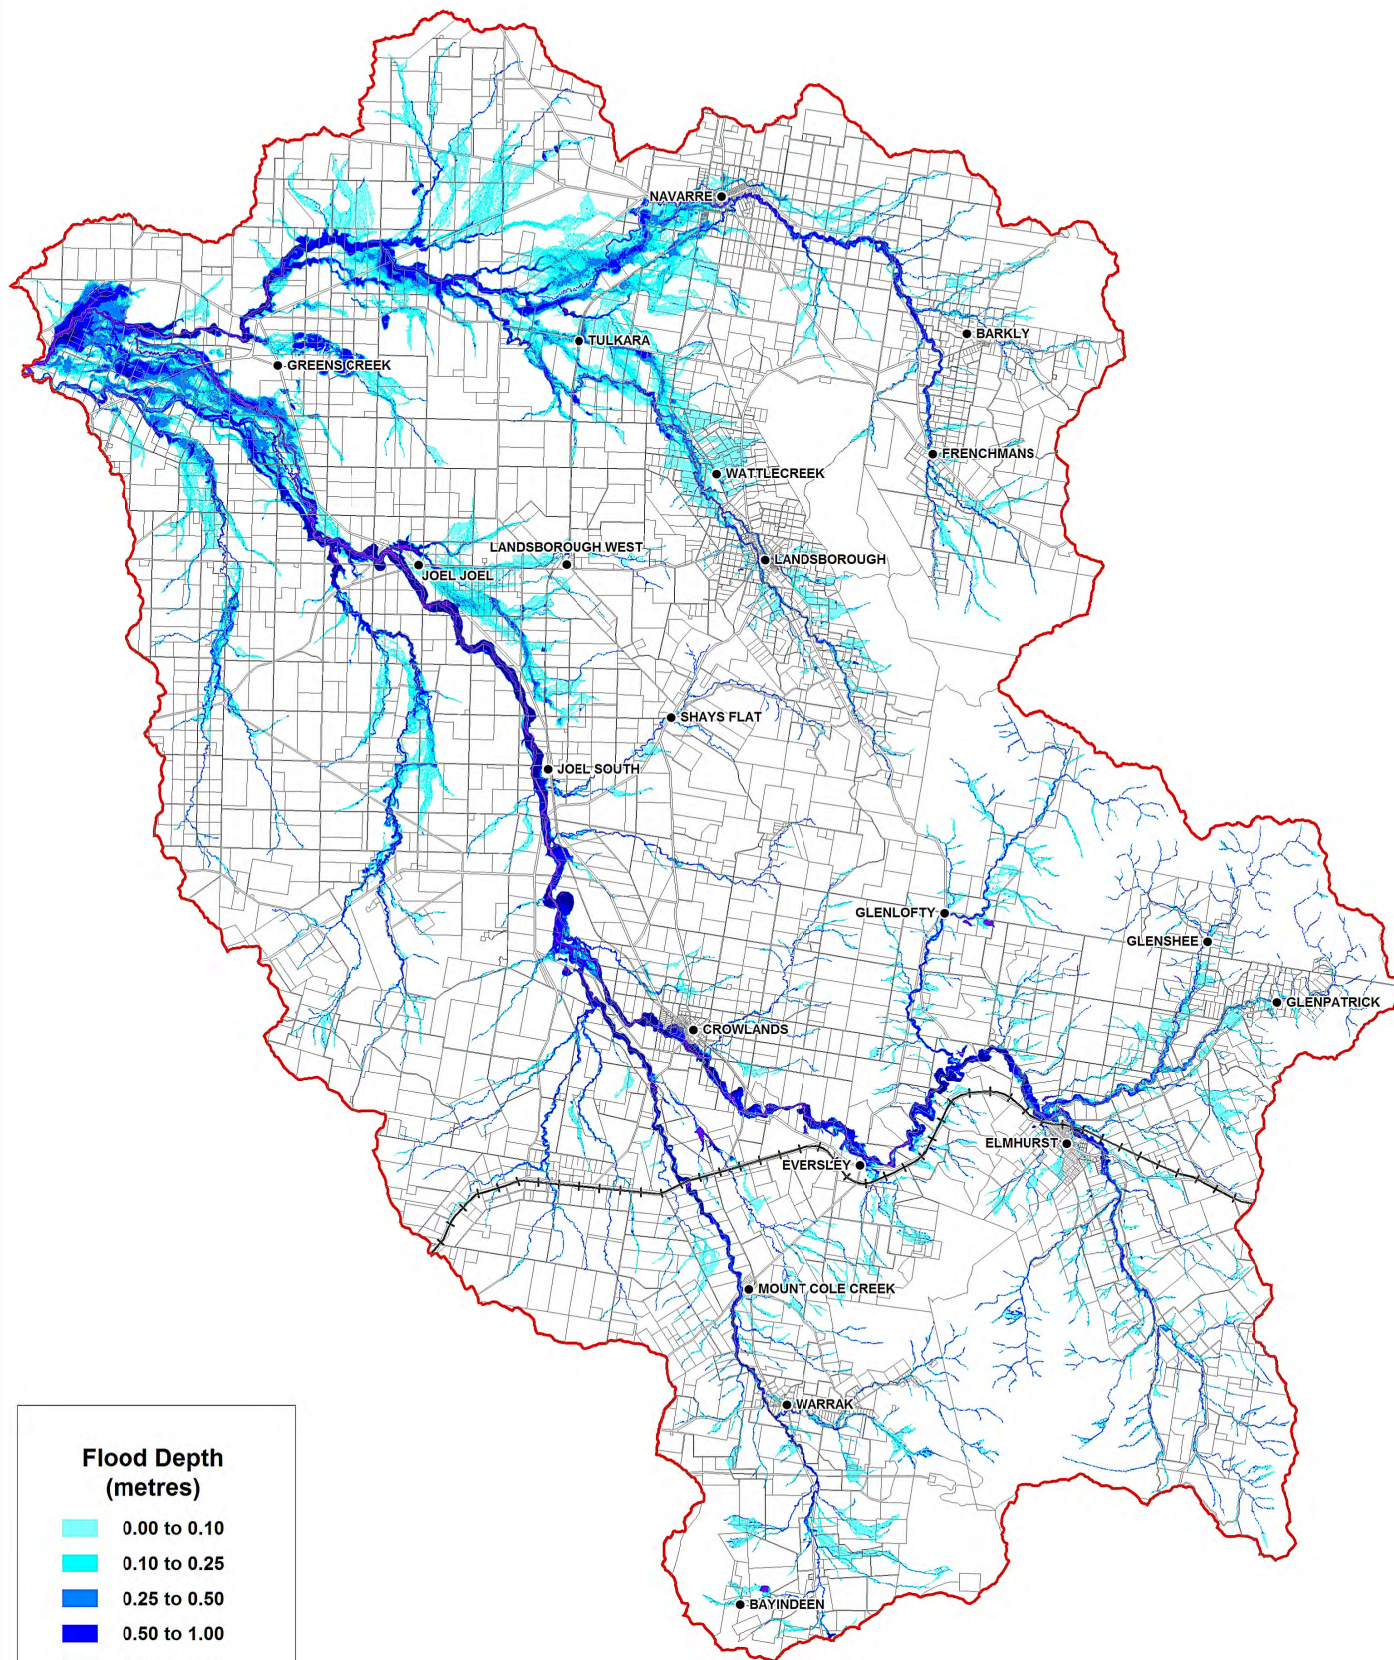 NAVARRE
BARKLY
TULKARA
GREENS CREEK
FRENCHMANS
WATTLECREEK
LANDSBOROUGH WEST
LANDSBOROUGH
JOEL JOEL
SHAYS FLAT
JOEL SOUTH
GLENLOFTY
GLENSHEE
GLENPATRICK
CROWLANDS
ELMHURST
EVERSLEY
MOUNT COLE CREEK
WARRAK
BAYINDEEN
Flood Depth
(metres)
0.00 to 0.10
0.10 to 0.25
0.25 to 0.50
0.50 to 1.00